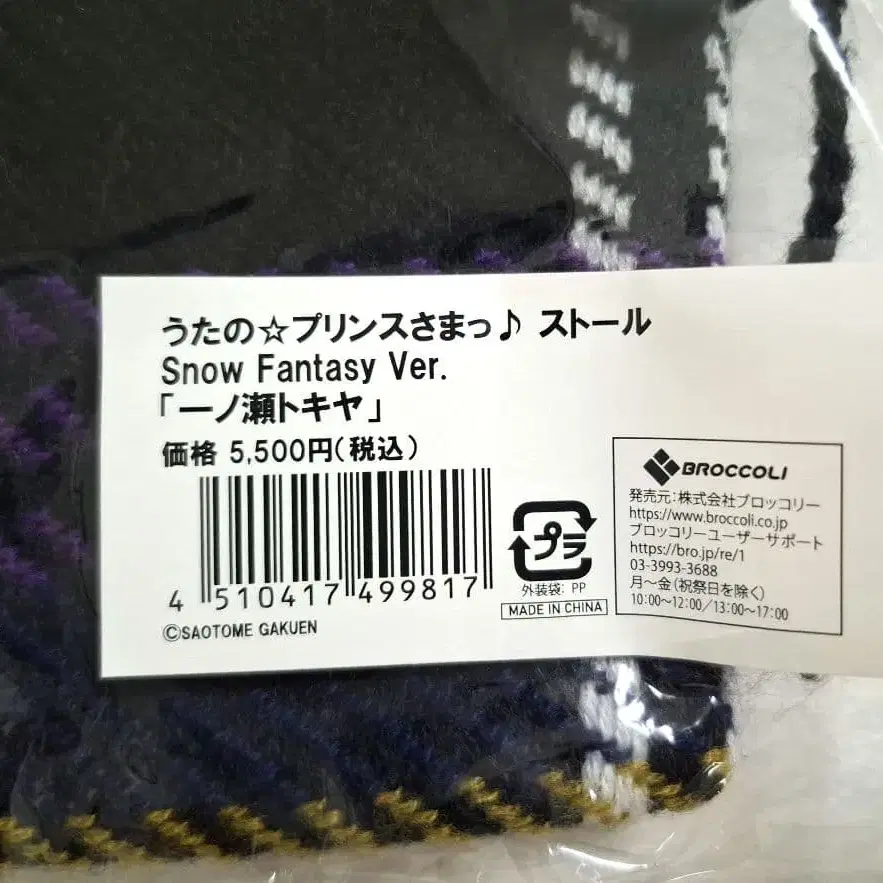 うたの☆プリンスさまっ♪ ストール
Snow Fantasy Ver.
「一ノ瀬トキヤ」
価格 5,500円(税込)
4 510417 499817
©SAOTOME GAKUEN
プラ
外装袋: PP
MADE IN CHINA
BROCCOLI
発売元:株式会社ブロッコリー
https://www.broccoli.co.jp
ブロッコリーユーザーサポート
https://bro.jp/re/1
03-3993-3688
月~金(祝祭日を除く)
10:00~12:00/13:00~17:00